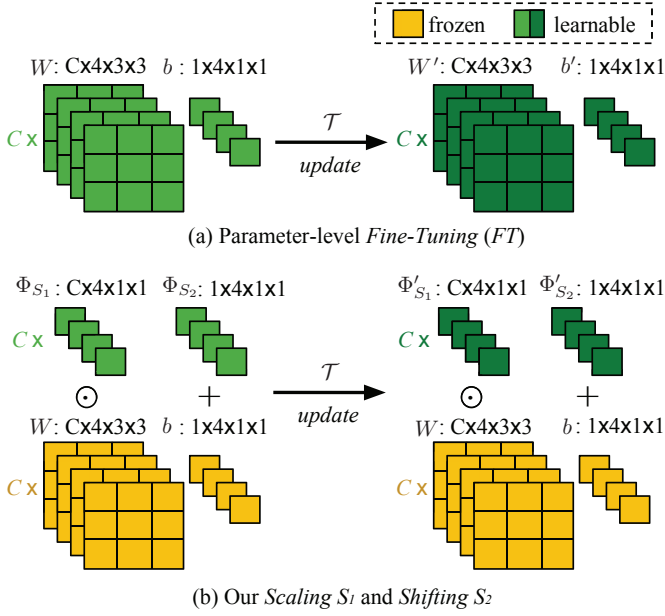 frozen learnable
W: Cx4x3x3 b: 1x4x1x1 W′: Cx4x3x3 b′: 1x4x1x1
C x 𝒯 update C x
(a) Parameter-level Fine-Tuning (FT)
Φ_{S₁}: Cx4x1x1 Φ_{S₂}: 1x4x1x1 Φ′_{S₁}: Cx4x1x1 Φ′_{S₂}: 1x4x1x1
C x C x
⊙ + 𝒯 update ⊙ +
W: Cx4x3x3 b: 1x4x1x1 W: Cx4x3x3 b: 1x4x1x1
C x C x
(b) Our Scaling S₁ and Shifting S₂